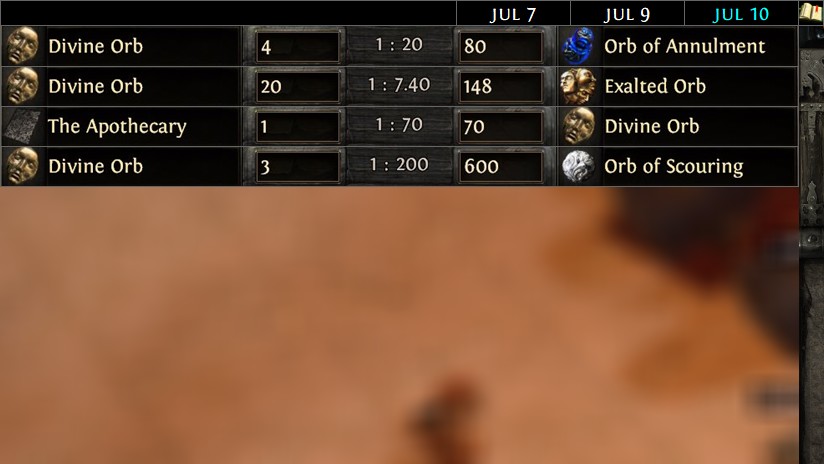 JUL 7 JUL 9 JUL 10
Divine Orb 4 1 : 20 80 Orb of Annulment
Divine Orb 20 1 : 7.40 148 Exalted Orb
The Apothecary 1 1 : 70 70 Divine Orb
Divine Orb 3 1 : 200 600 Orb of Scouring